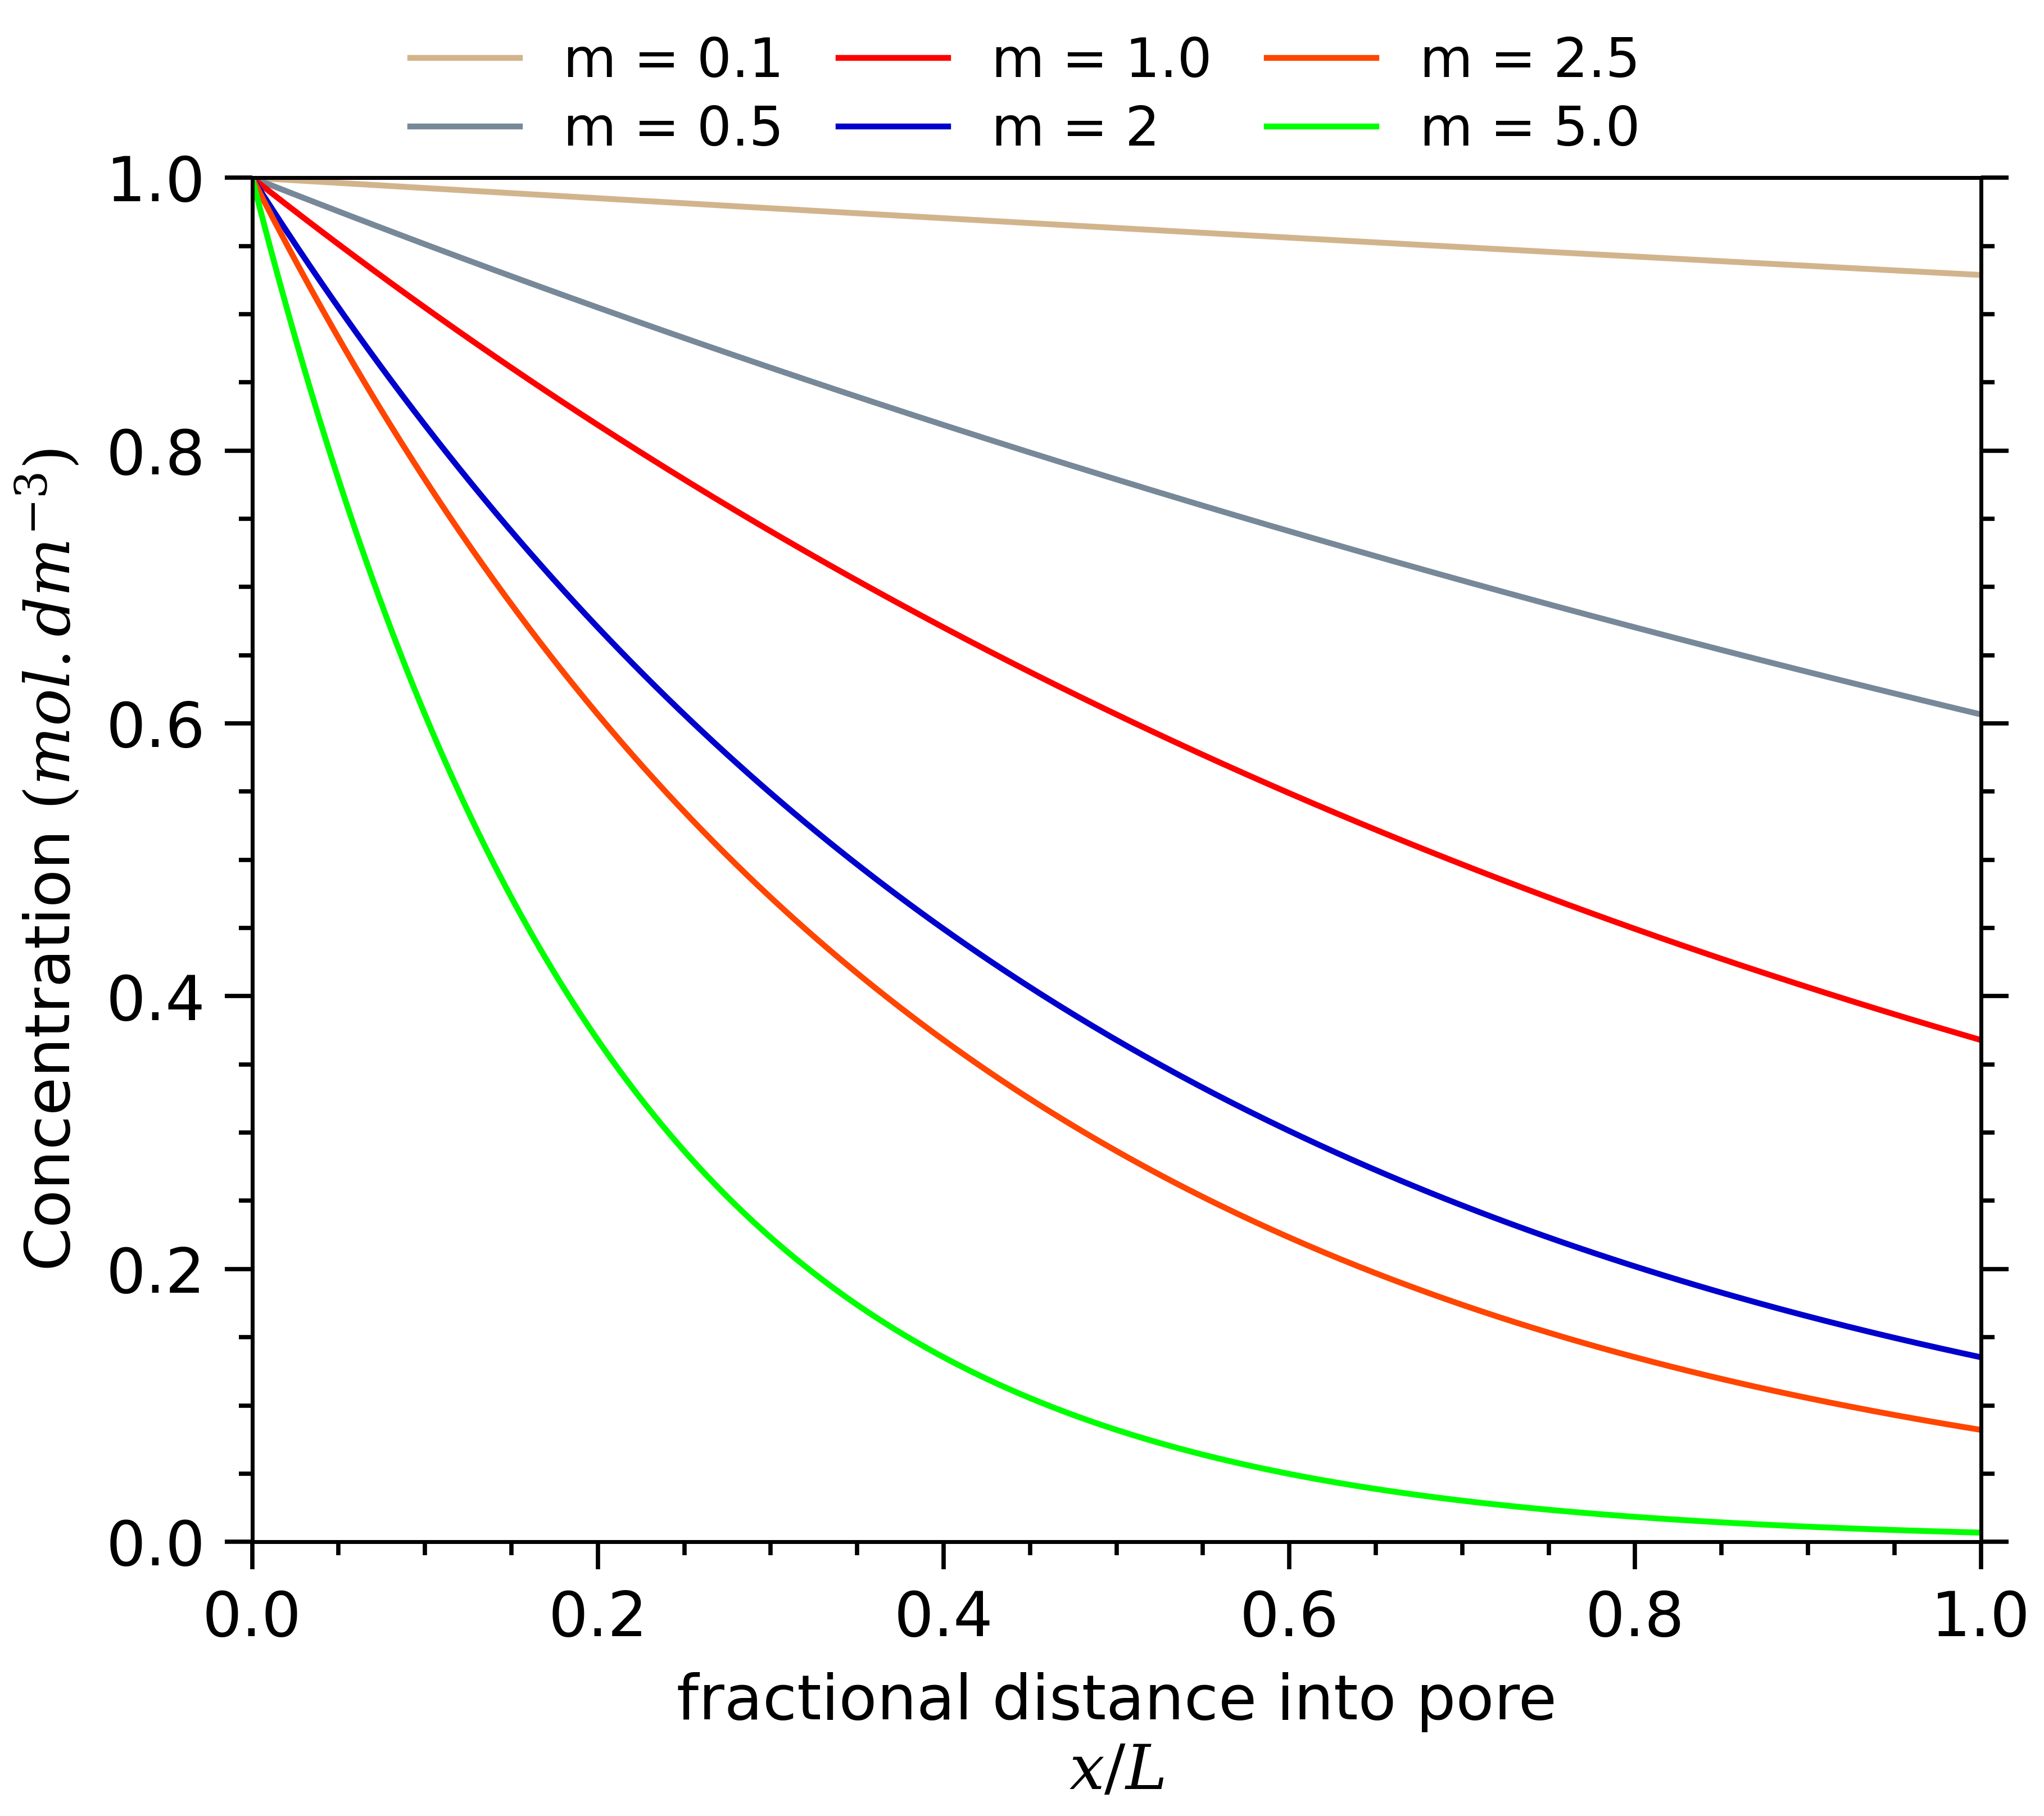 m = 0.1 m = 1.0 m = 2.5
m = 0.5 m = 2 m = 5.0
1.0
0.8
0.6
0.4
0.2
0.0
Concentration (mol. dm⁻³)
0.0 0.2 0.4 0.6 0.8 1.0
fractional distance into pore
x/L